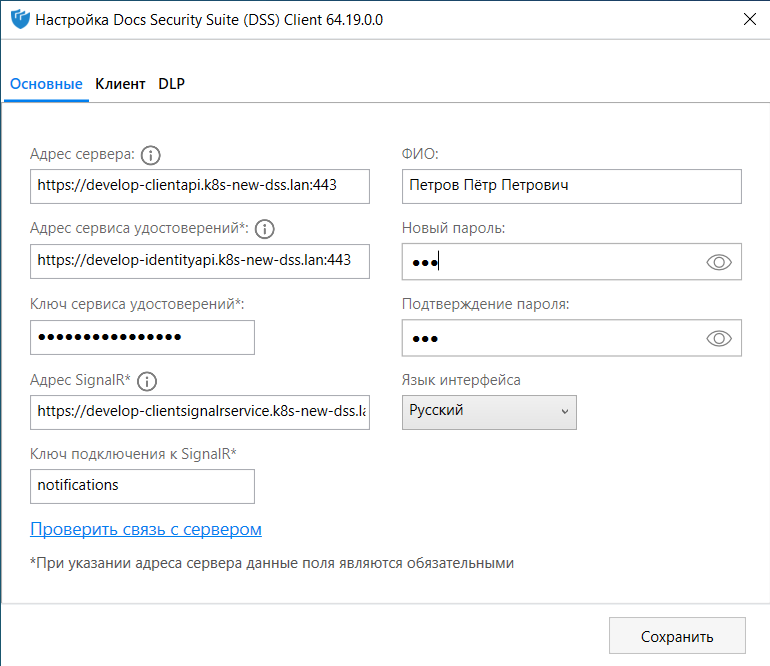 Настройка Docs Security Suite (DSS) Client 64.19.0.0
Основные Клиент DLP
Адрес сервера:
https://develop-clientapi.k8s-new-dss.lan:443
Адрес сервиса удостоверений*:
https://develop-identityapi.k8s-new-dss.lan:443
Ключ сервиса удостоверений*:
●●●●●●●●●●●●●●●●
Адрес SignalR*
https://develop-clientsignalrservice.k8s-new-dss.la
Ключ подключения к SignalR*
notifications
Проверить связь с сервером
*При указании адреса сервера данные поля являются обязательными
ФИО:
Петров Пётр Петрович
Новый пароль:
●●●
Подтверждение пароля:
●●●
Язык интерфейса
Русский
Сохранить